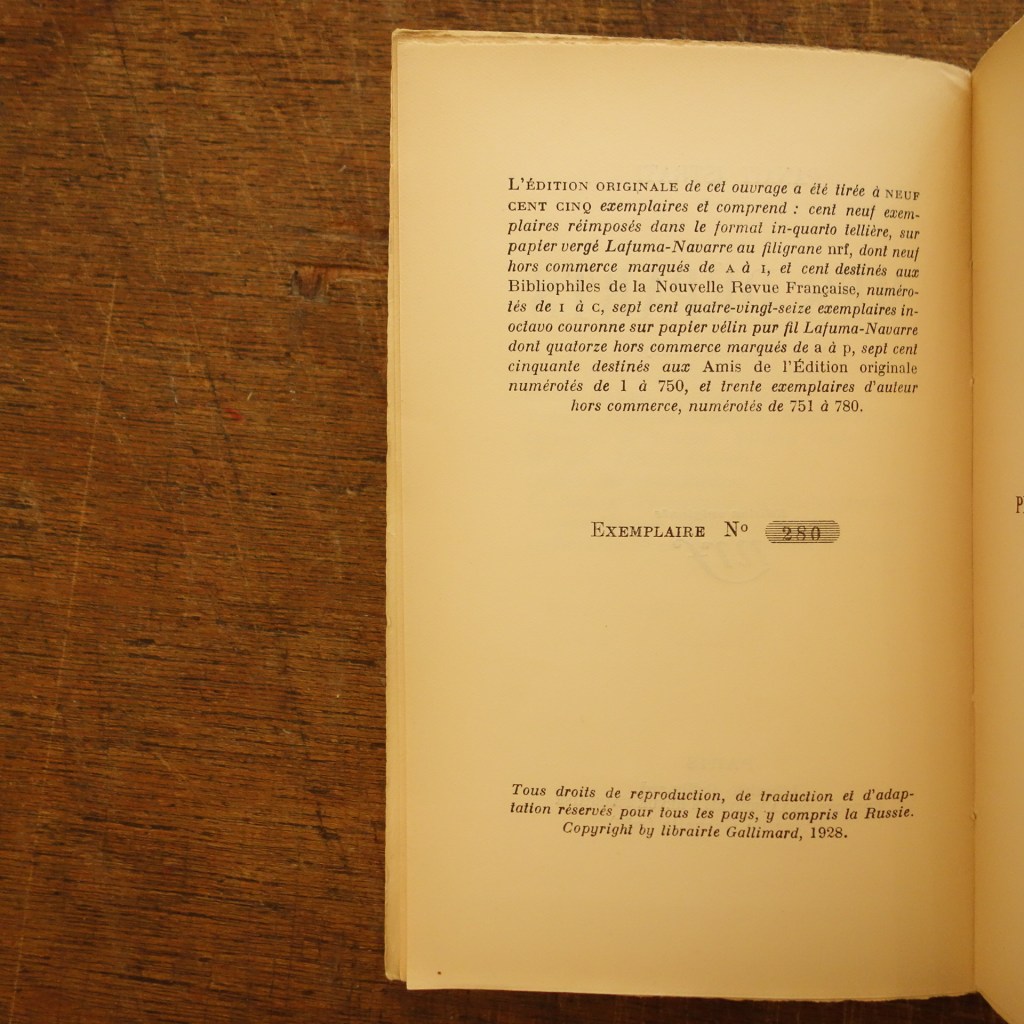 L'ÉDITION ORIGINALE de cet ouvrage a été tirée à NEUF
CENT CINQ exemplaires et comprend : cent neuf exem-
plaires réimposés dans le format in-quarto tellière, sur
papier vergé Lafuma-Navarre au filigrane nrf, dont neuf
hors commerce marqués de A à I, et cent destinés aux
Bibliophiles de la Nouvelle Revue Française, numéro-
tés de I à C, sept cent quatre-vingt-seize exemplaires in-
octavo couronne sur papier vélin pur fil Lafuma-Navarre
dont quatorze hors commerce marqués de a à p, sept cent
cinquante destinés aux Amis de l'Édition originale
numérotés de 1 à 750, et trente exemplaires d'auteur
hors commerce, numérotés de 751 à 780.
EXEMPLAIRE Nº 280
Tous droits de reproduction, de traduction et d'adap-
tation réservés pour tous les pays, y compris la Russie.
Copyright by librairie Gallimard, 1928.